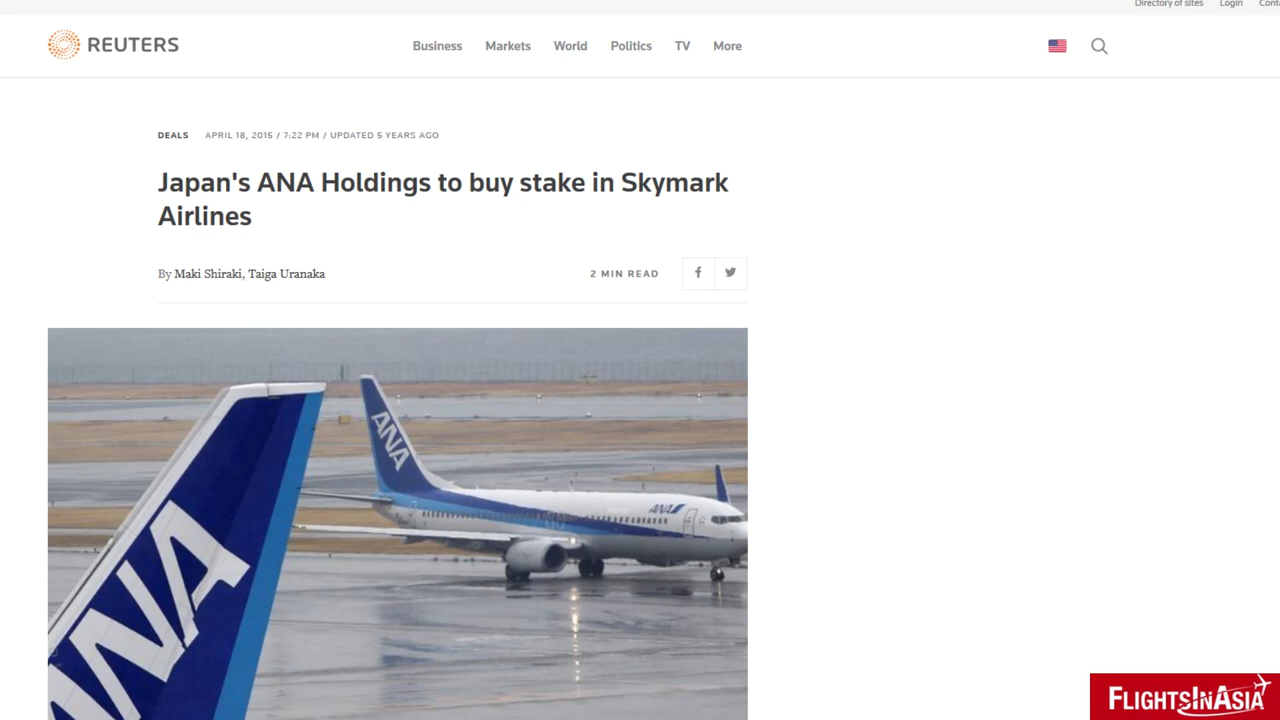 Directory of sites Login
REUTERS Business Markets World Politics TV More
DEALS APRIL 18, 2015 / 7:22 PM / UPDATED 5 YEARS AGO
Japan's ANA Holdings to buy stake in Skymark
Airlines
By Maki Shiraki, Taiga Uranaka 2 MIN READ
ANA
ANA
ANA
FLIGHTSINASIA